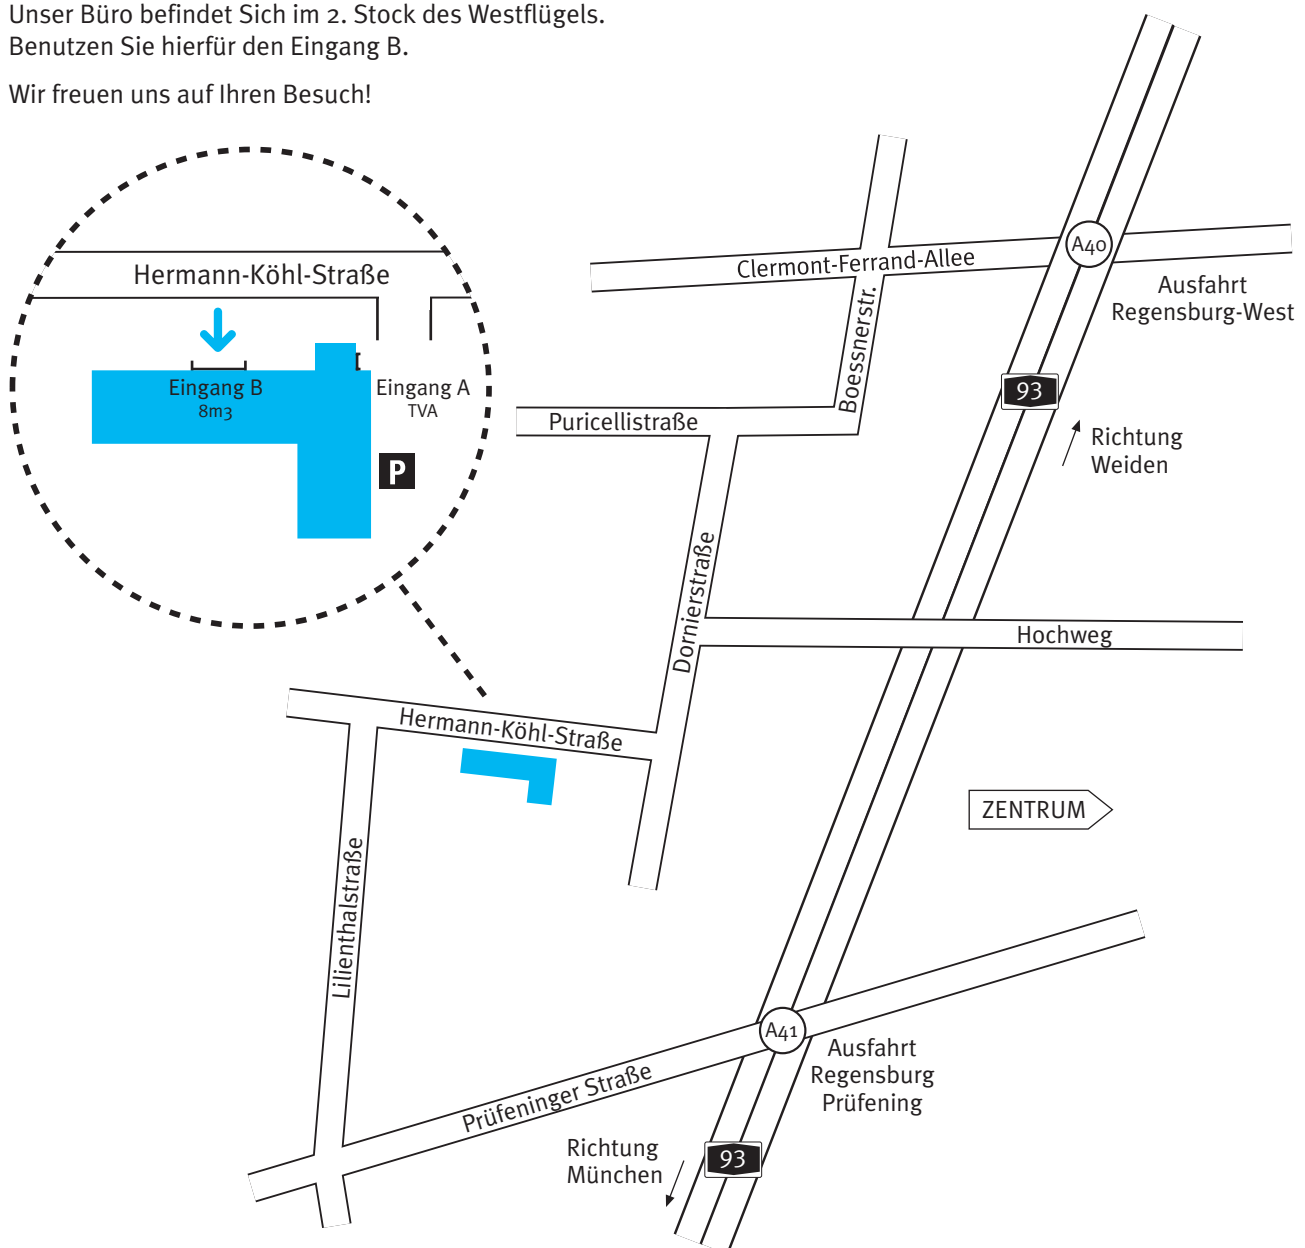 Unser Büro befindet Sich im 2. Stock des Westflügels.
Benutzen Sie hierfür den Eingang B.
Wir freuen uns auf Ihren Besuch!
Hermann-Köhl-Straße
Eingang B
8m3
Eingang A
TVA
P
Clermont-Ferrand-Allee
A40
Ausfahrt
Regensburg-West
Boessnerstr.
93
Puricellistraße
Richtung
Weiden
Dornierstraße
Hochweg
Hermann-Köhl-Straße
ZENTRUM
Lilienthalstraße
A41
Ausfahrt
Regensburg
Prüfening
Prüfeninger Straße
Richtung
München
93